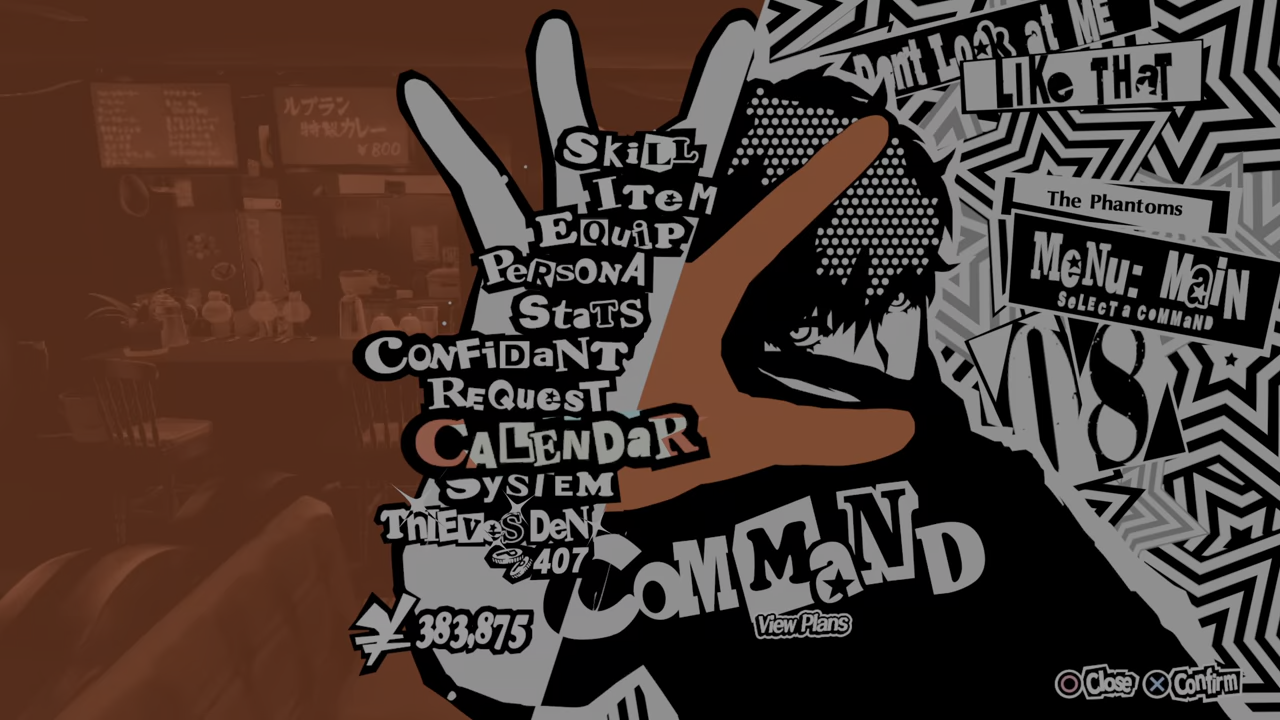 Dont Look at ME
LIKe THat
ルブラン
特製カレー
¥800
SkiLL
ITeM
EQuiP
PeRSONA
StaTS
CONFiDaNT
REQuesT
CALENDaR
SYSTEM
ThIEVeS DeN
407
¥383,875
The Phantoms
MeNu: MaiN
SeLeCT a CoMMaND
08
CoMMaND
View Plans
Close
Confirm